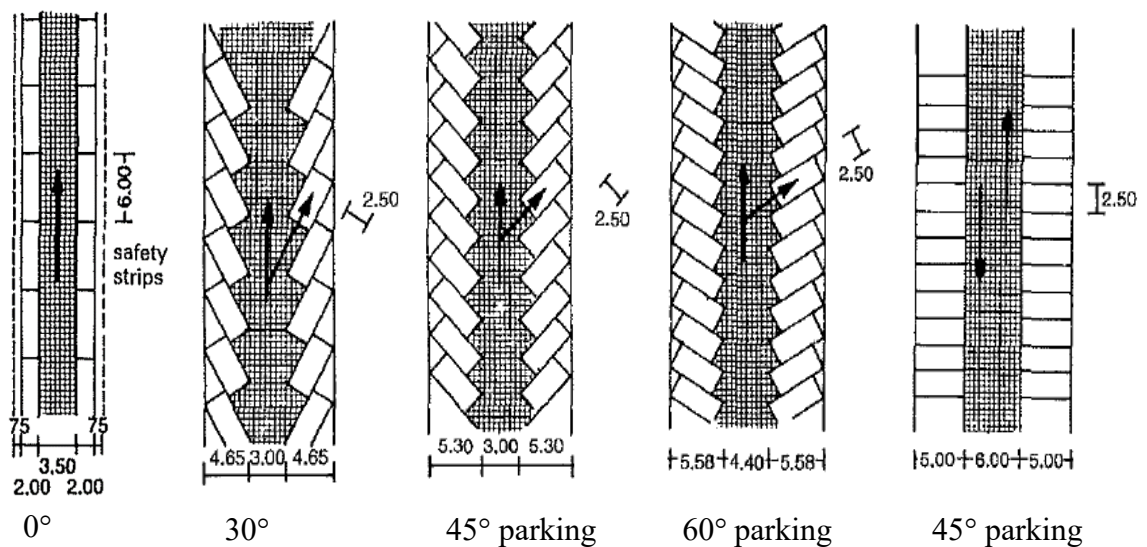 6.00
safety
strips
75 75
3.50
2.00 2.00
0°
2.50
4.65 3.00 4.65
30°
2.50
5.30 3.00 5.30
45° parking
2.50
5.58 4.40 5.58
60° parking
2.50
5.00 6.00 5.00
45° parking